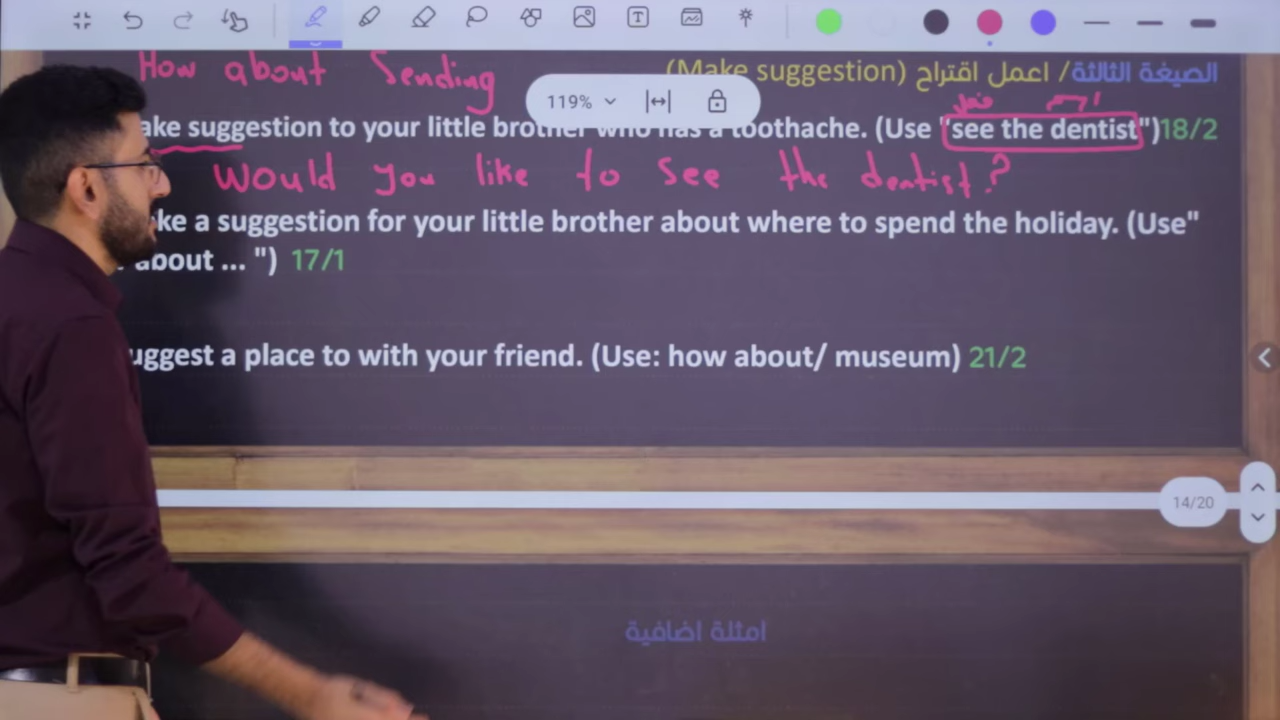 How about Sending
الصيغة الثالثة/ اعمل اقتراح (Make suggestion)
119%
فعل اسم
ake suggestion to your little brother who has a toothache. (Use "see the dentist")18/2
Would you like to see the dentist?
ke a suggestion for your little brother about where to spend the holiday. (Use"
about ... ") 17/1
uggest a place to with your friend. (Use: how about/ museum) 21/2
14/20
امثلة اضافية